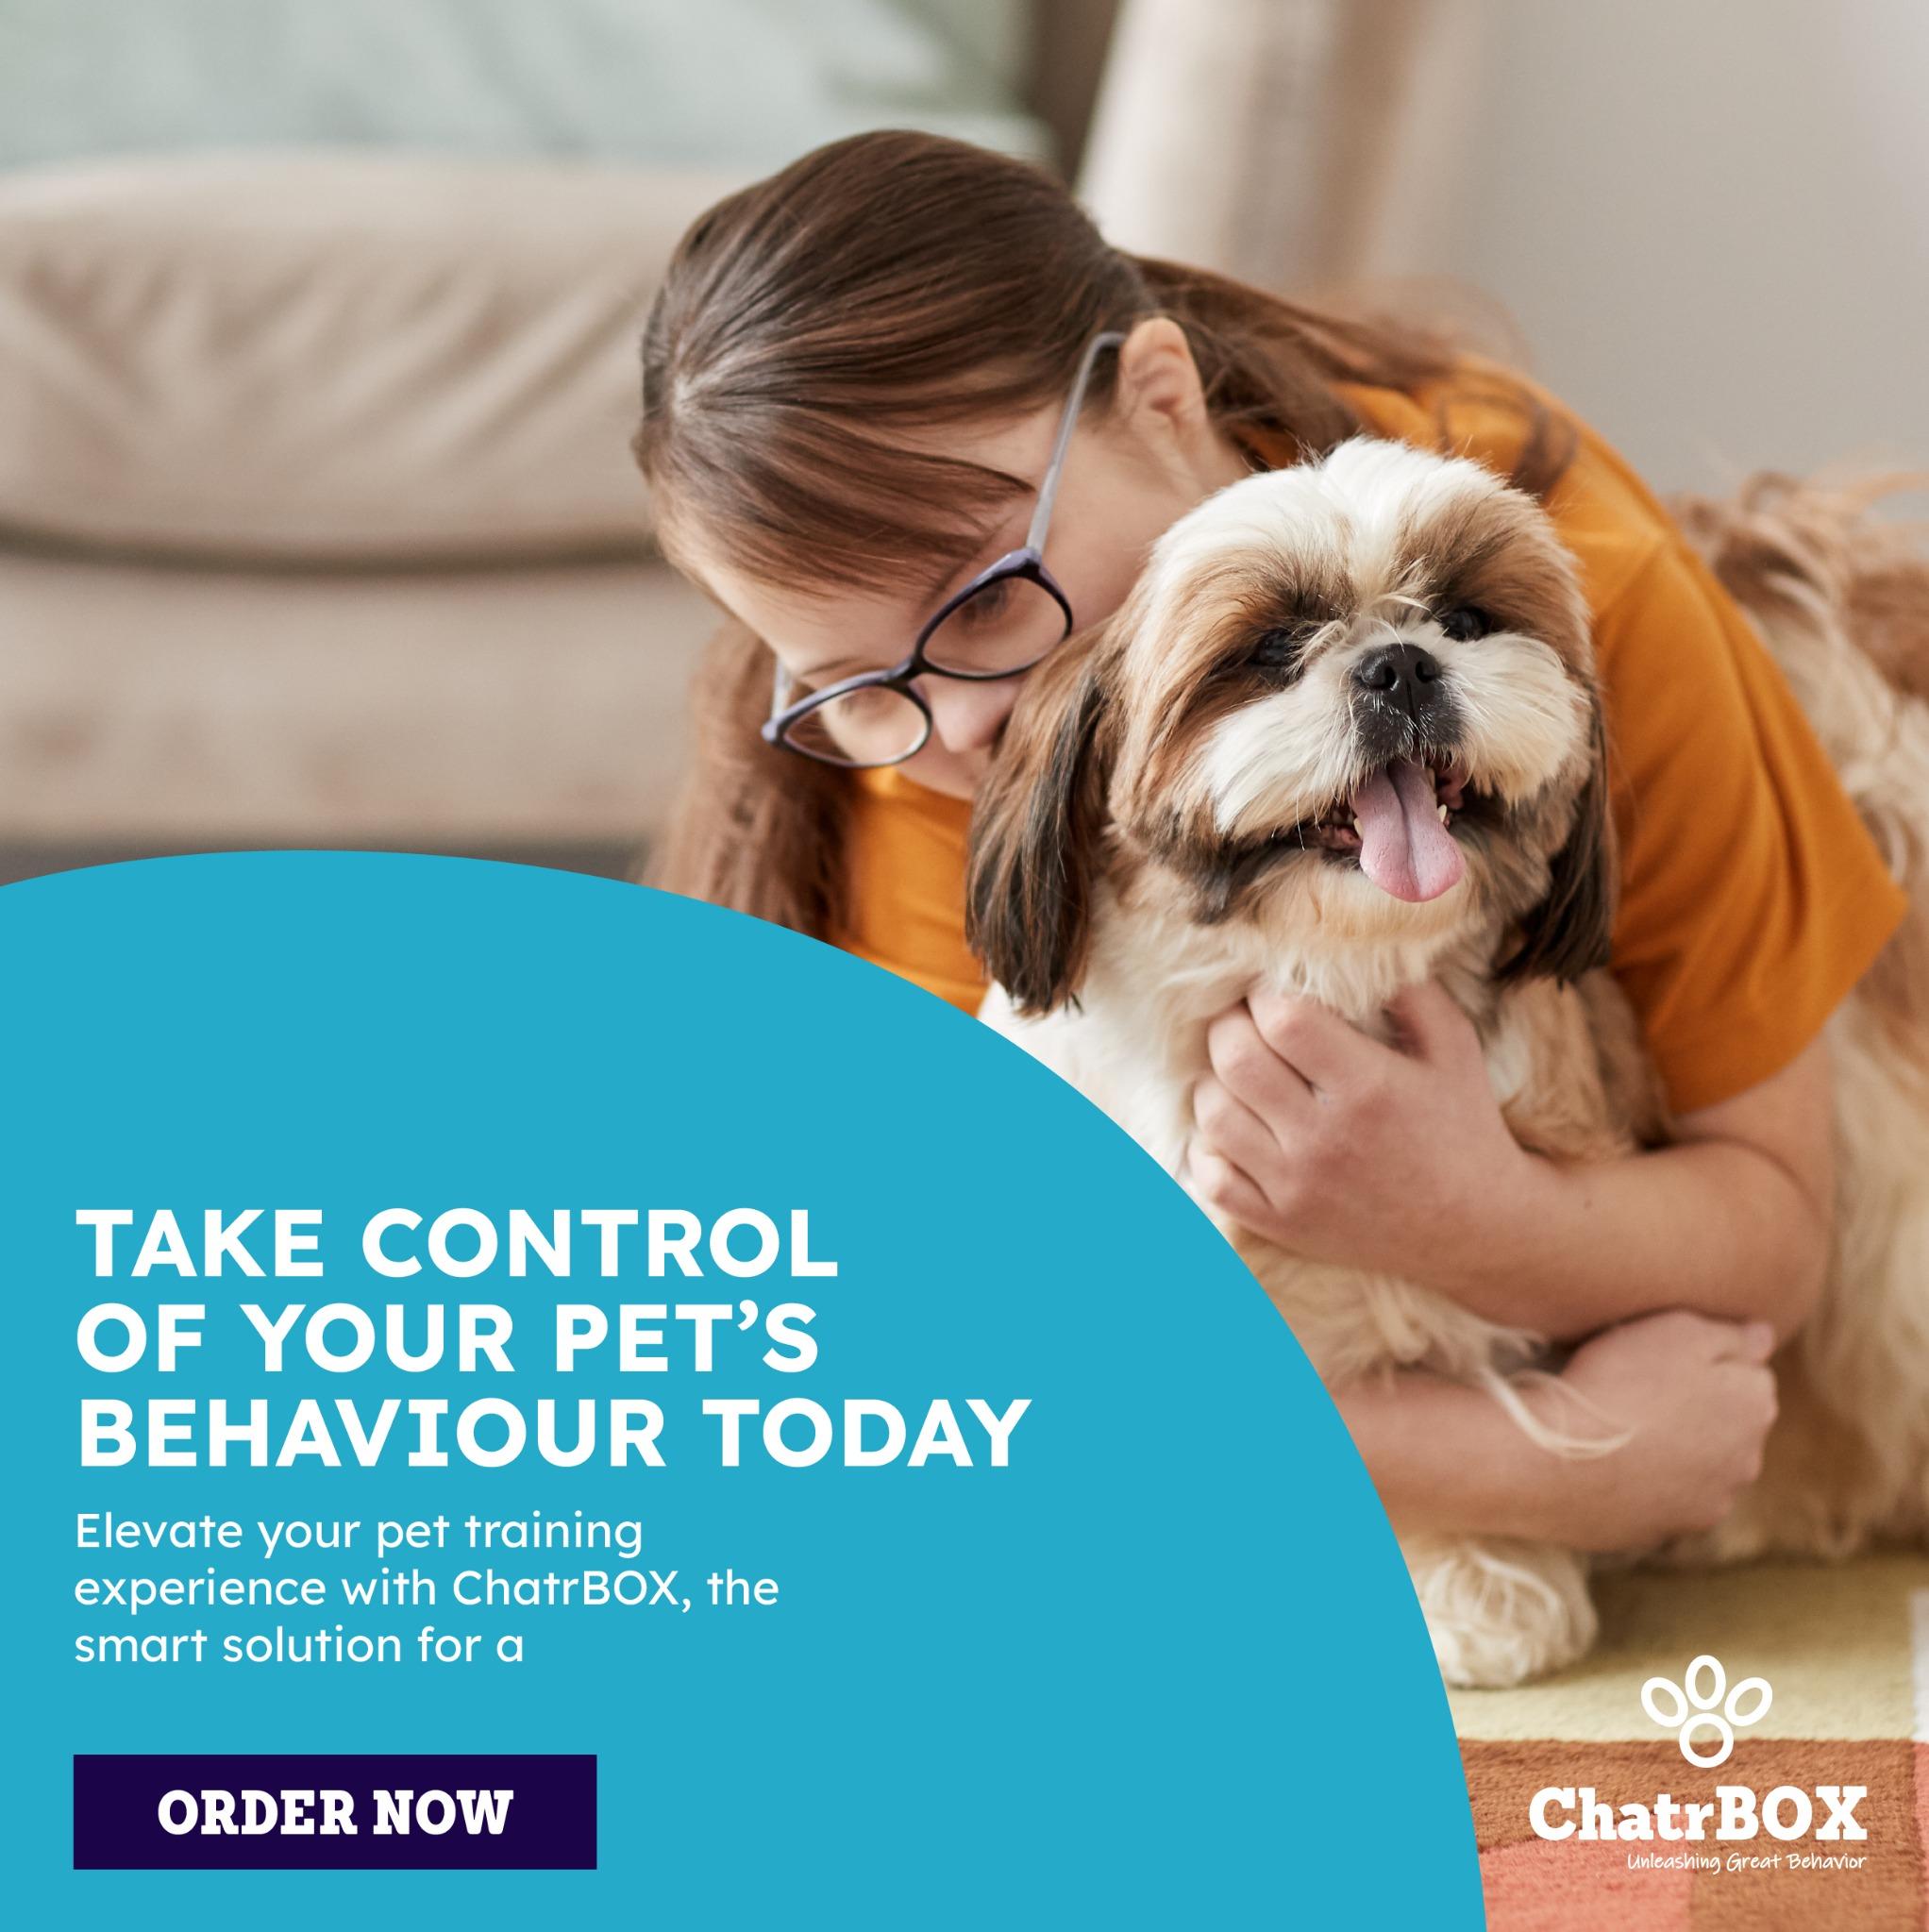 TAKE CONTROL
OF YOUR PET’S
BEHAVIOUR TODAY
Elevate your pet training
experience with ChatrBOX, the
smart solution for a
ORDER NOW
ChatrBOX
Unleashing Great Behavior